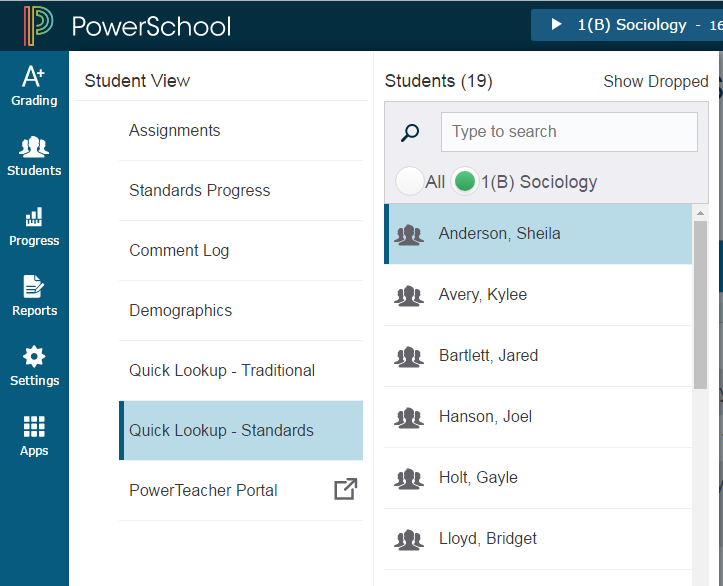 PowerSchool
1(B) Sociology - 16
A+
Grading
Students
Progress
Reports
Settings
Apps
Student View
Assignments
Standards Progress
Comment Log
Demographics
Quick Lookup - Traditional
Quick Lookup - Standards
PowerTeacher Portal
Students (19)
Show Dropped
Type to search
All
1(B) Sociology
Anderson, Sheila
Avery, Kylee
Bartlett, Jared
Hanson, Joel
Holt, Gayle
Lloyd, Bridget